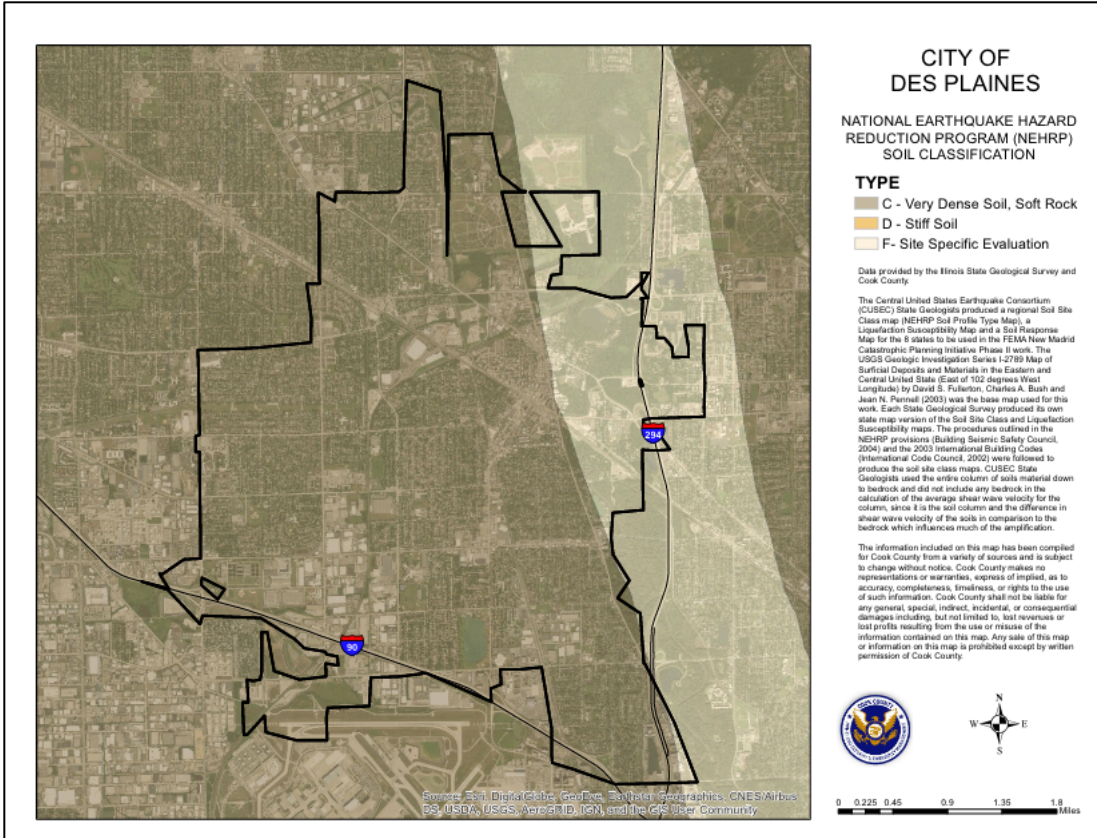 CITY OF
DES PLAINES
NATIONAL EARTHQUAKE HAZARD
REDUCTION PROGRAM (NEHRP)
SOIL CLASSIFICATION
TYPE
C - Very Dense Soil, Soft Rock
D - Stiff Soil
F- Site Specific Evaluation
Data provided by the Illinois State Geological Survey and
Cook County.
The Central United States Earthquake Consortium
(CUSEC) State Geologists produced a regional Soil Site
Class map (NEHRP Soil Profile Type Map), a
Liquefaction Susceptibility Map and a Soil Response
Map for the 8 states to be used in the FEMA New Madrid
Catastrophic Planning Initiative Phase II work. The
USGS Geologic Investigation Series I-2789 Map of
Surficial Deposits and Materials in the Eastern and
Central United State (East of 102 degrees West
Longitude) by David S. Fullerton, Charles A. Bush and
Jean N. Pennell (2003) was the base map used for this
work. Each State Geological Survey produced its own
state map version of the Soil Site Class and Liquefaction
Susceptibility maps. The procedures outlined in the
NEHRP provisions (Building Seismic Safety Council,
2004) and the 2003 International Building Codes
(International Code Council, 2002) were followed to
produce the soil site class maps. CUSEC State
Geologists used the entire column of soils material down
to bedrock and did not include any bedrock in the
calculation of the average shear wave velocity for the
column, since it is the soil column and the difference in
shear wave velocity of the soils in comparison to the
bedrock which influences much of the amplification.
The information included on this map has been compiled
for Cook County from a variety of sources and is subject
to change without notice. Cook County makes no
representations or warranties, express of implied, as to
accuracy, completeness, timeliness, or rights to the use
of such information. Cook County shall not be liable for
any general, special, indirect, incidental, or consequential
damages including, but not limited to, lost revenues or
lost profits resulting from the use or misuse of the
information contained on this map. Any sale of this map
or information on this map is prohibited except by written
permission of Cook County.
294
90
COOK COUNTY
N
W E
S
0 0.225 0.45 0.9 1.35 1.8
Miles
Source: Esri, DigitalGlobe, GeoEye, Earthstar Geographics, CNES/Airbus
DS, USDA, USGS, AeroGRID, IGN, and the GIS User Community